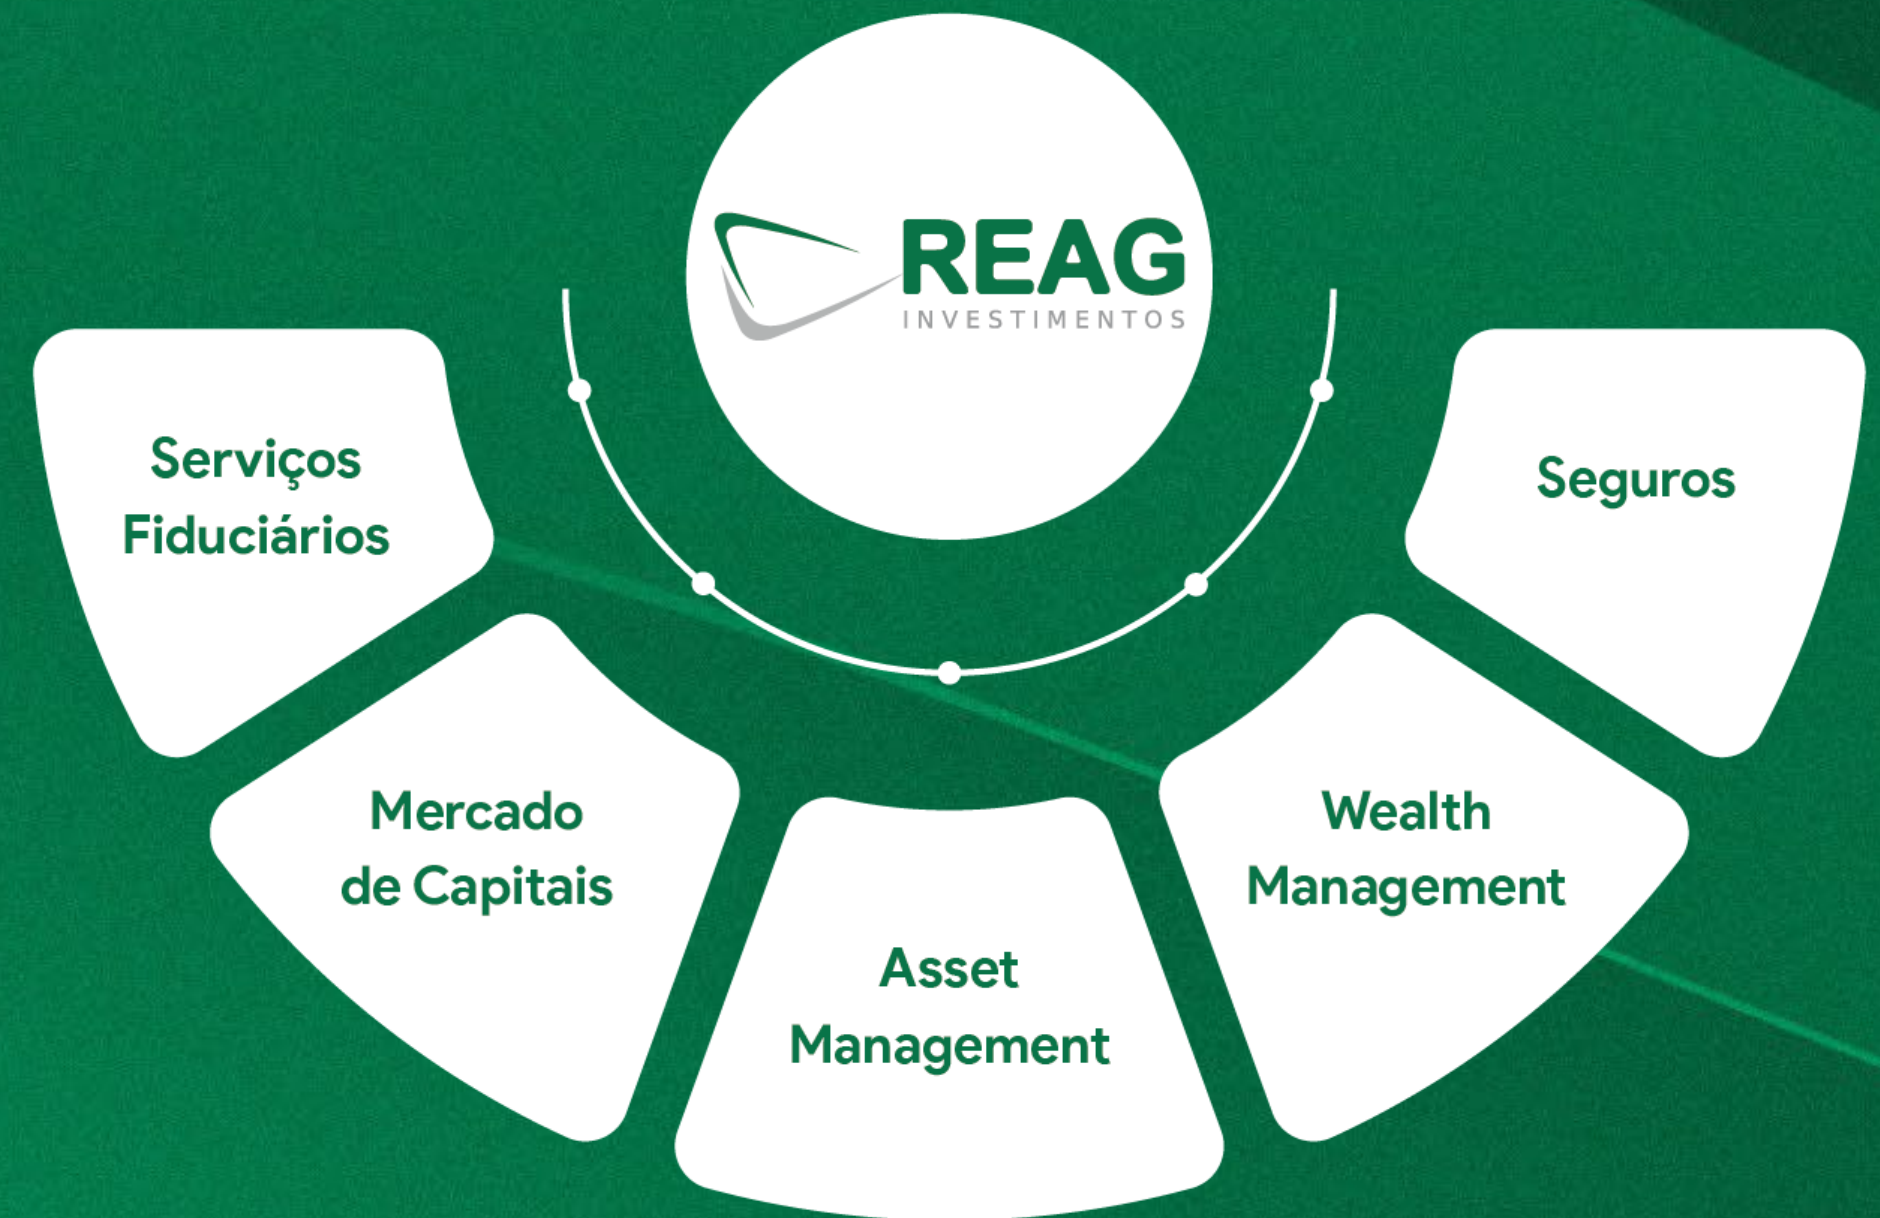 REAG
INVESTIMENTOS
Serviços
Fiduciários
Mercado
de Capitais
Asset
Management
Wealth
Management
Seguros